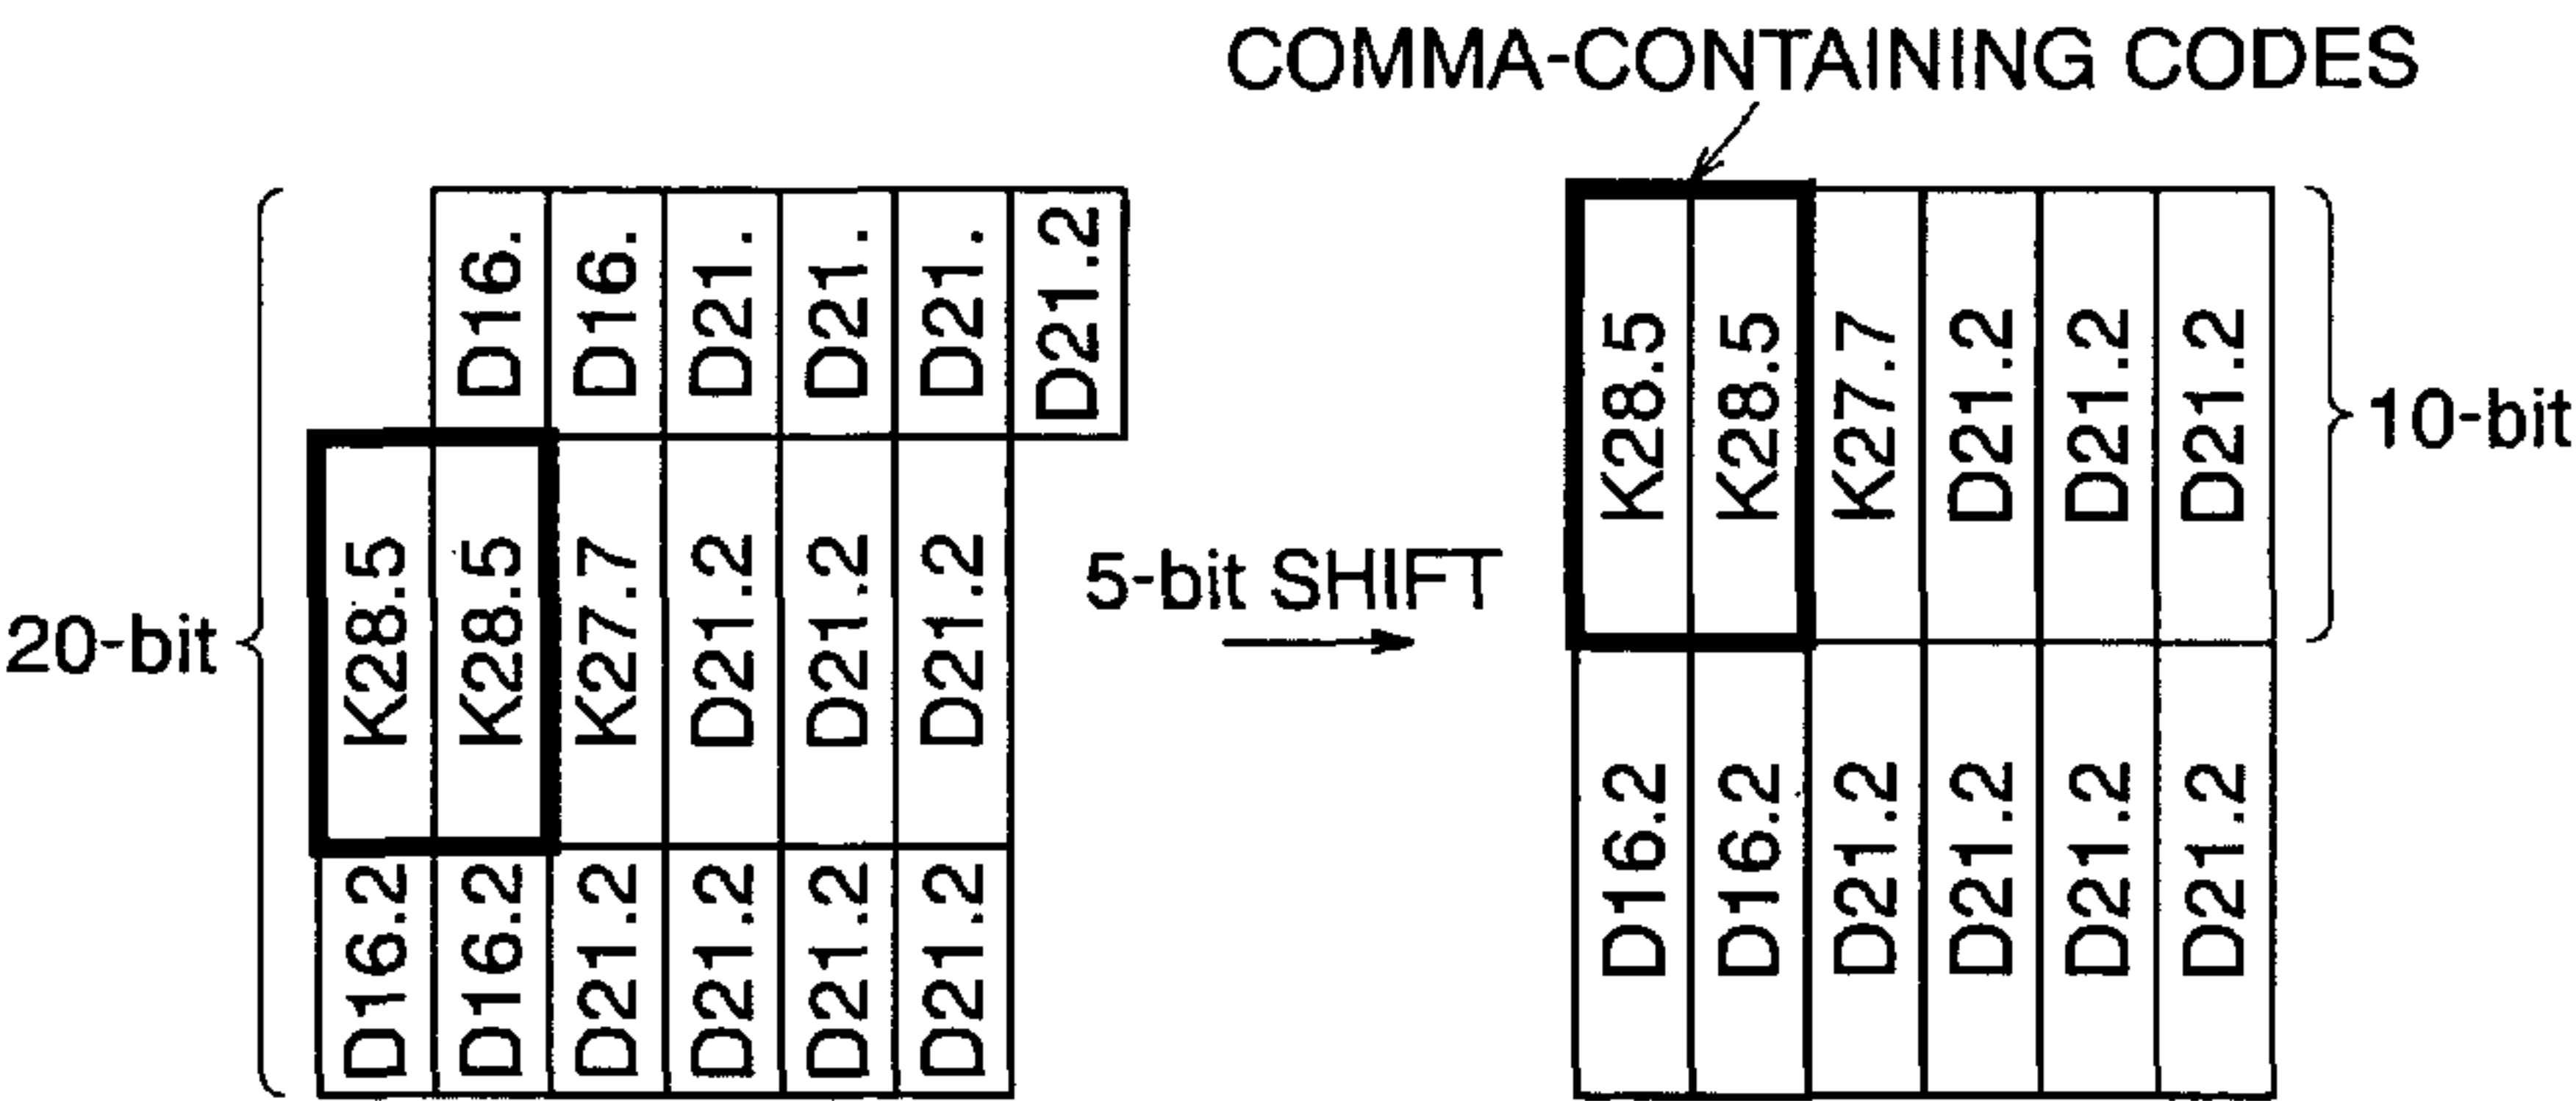 COMMA-CONTAINING CODES
D16. D16. D21. D21. D21. D21.2
K28.5 K28.5 K27.7 D21.2 D21.2 D21.2
D16.2 D16.2 D21.2 D21.2 D21.2 D21.2
20-bit
5-bit SHIFT
K28.5 K28.5 K27.7 D21.2 D21.2 D21.2
D16.2 D16.2 D21.2 D21.2 D21.2 D21.2
10-bit